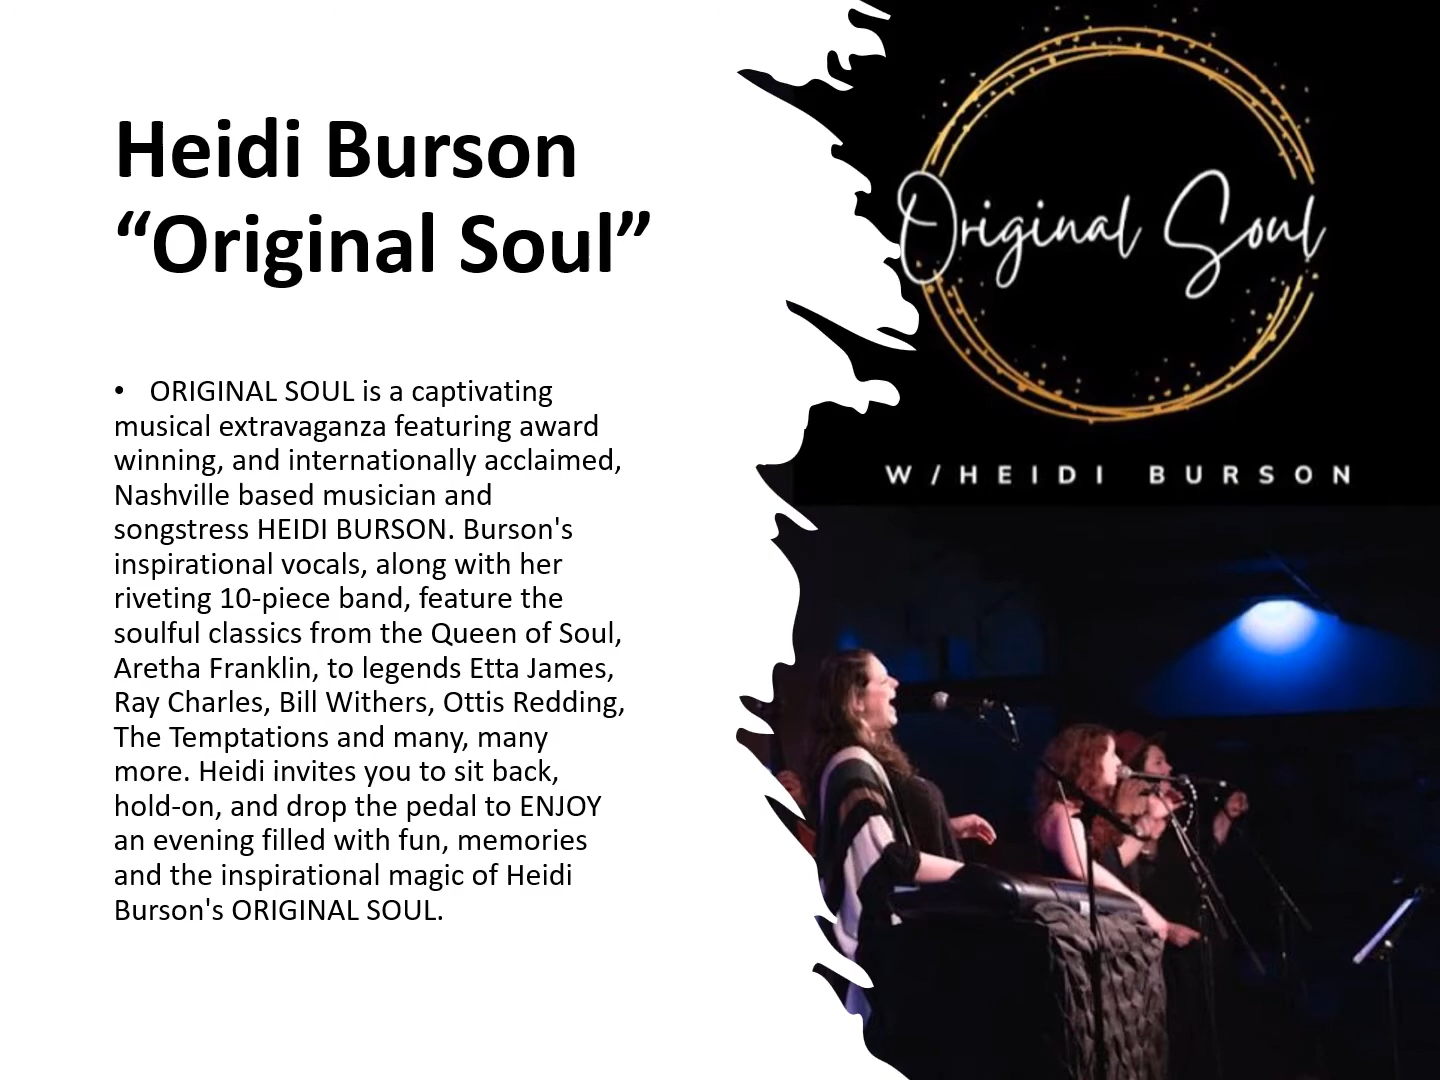 Heidi Burson
“Original Soul”
• ORIGINAL SOUL is a captivating
musical extravaganza featuring award
winning, and internationally acclaimed,
Nashville based musician and
songstress HEIDI BURSON. Burson's
inspirational vocals, along with her
riveting 10-piece band, feature the
soulful classics from the Queen of Soul,
Aretha Franklin, to legends Etta James,
Ray Charles, Bill Withers, Ottis Redding,
The Temptations and many, many
more. Heidi invites you to sit back,
hold-on, and drop the pedal to ENJOY
an evening filled with fun, memories
and the inspirational magic of Heidi
Burson's ORIGINAL SOUL.
Original Soul
W/HEIDI BURSON